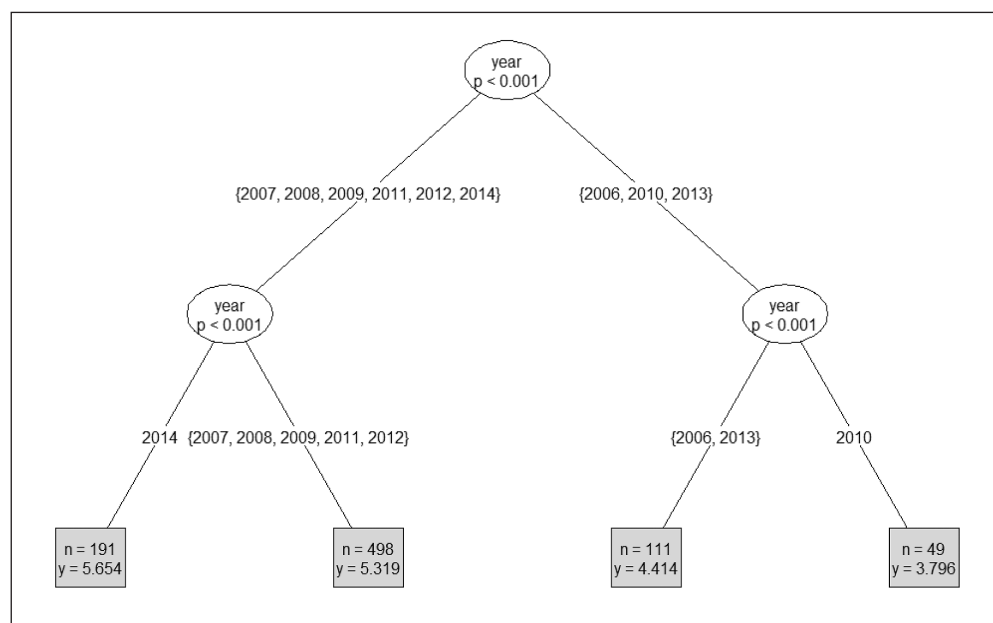 year
p < 0.001
{2007, 2008, 2009, 2011, 2012, 2014}
{2006, 2010, 2013}
year
p < 0.001
year
p < 0.001
2014
{2007, 2008, 2009, 2011, 2012}
{2006, 2013}
2010
n = 191
y = 5.654
n = 498
y = 5.319
n = 111
y = 4.414
n = 49
y = 3.796